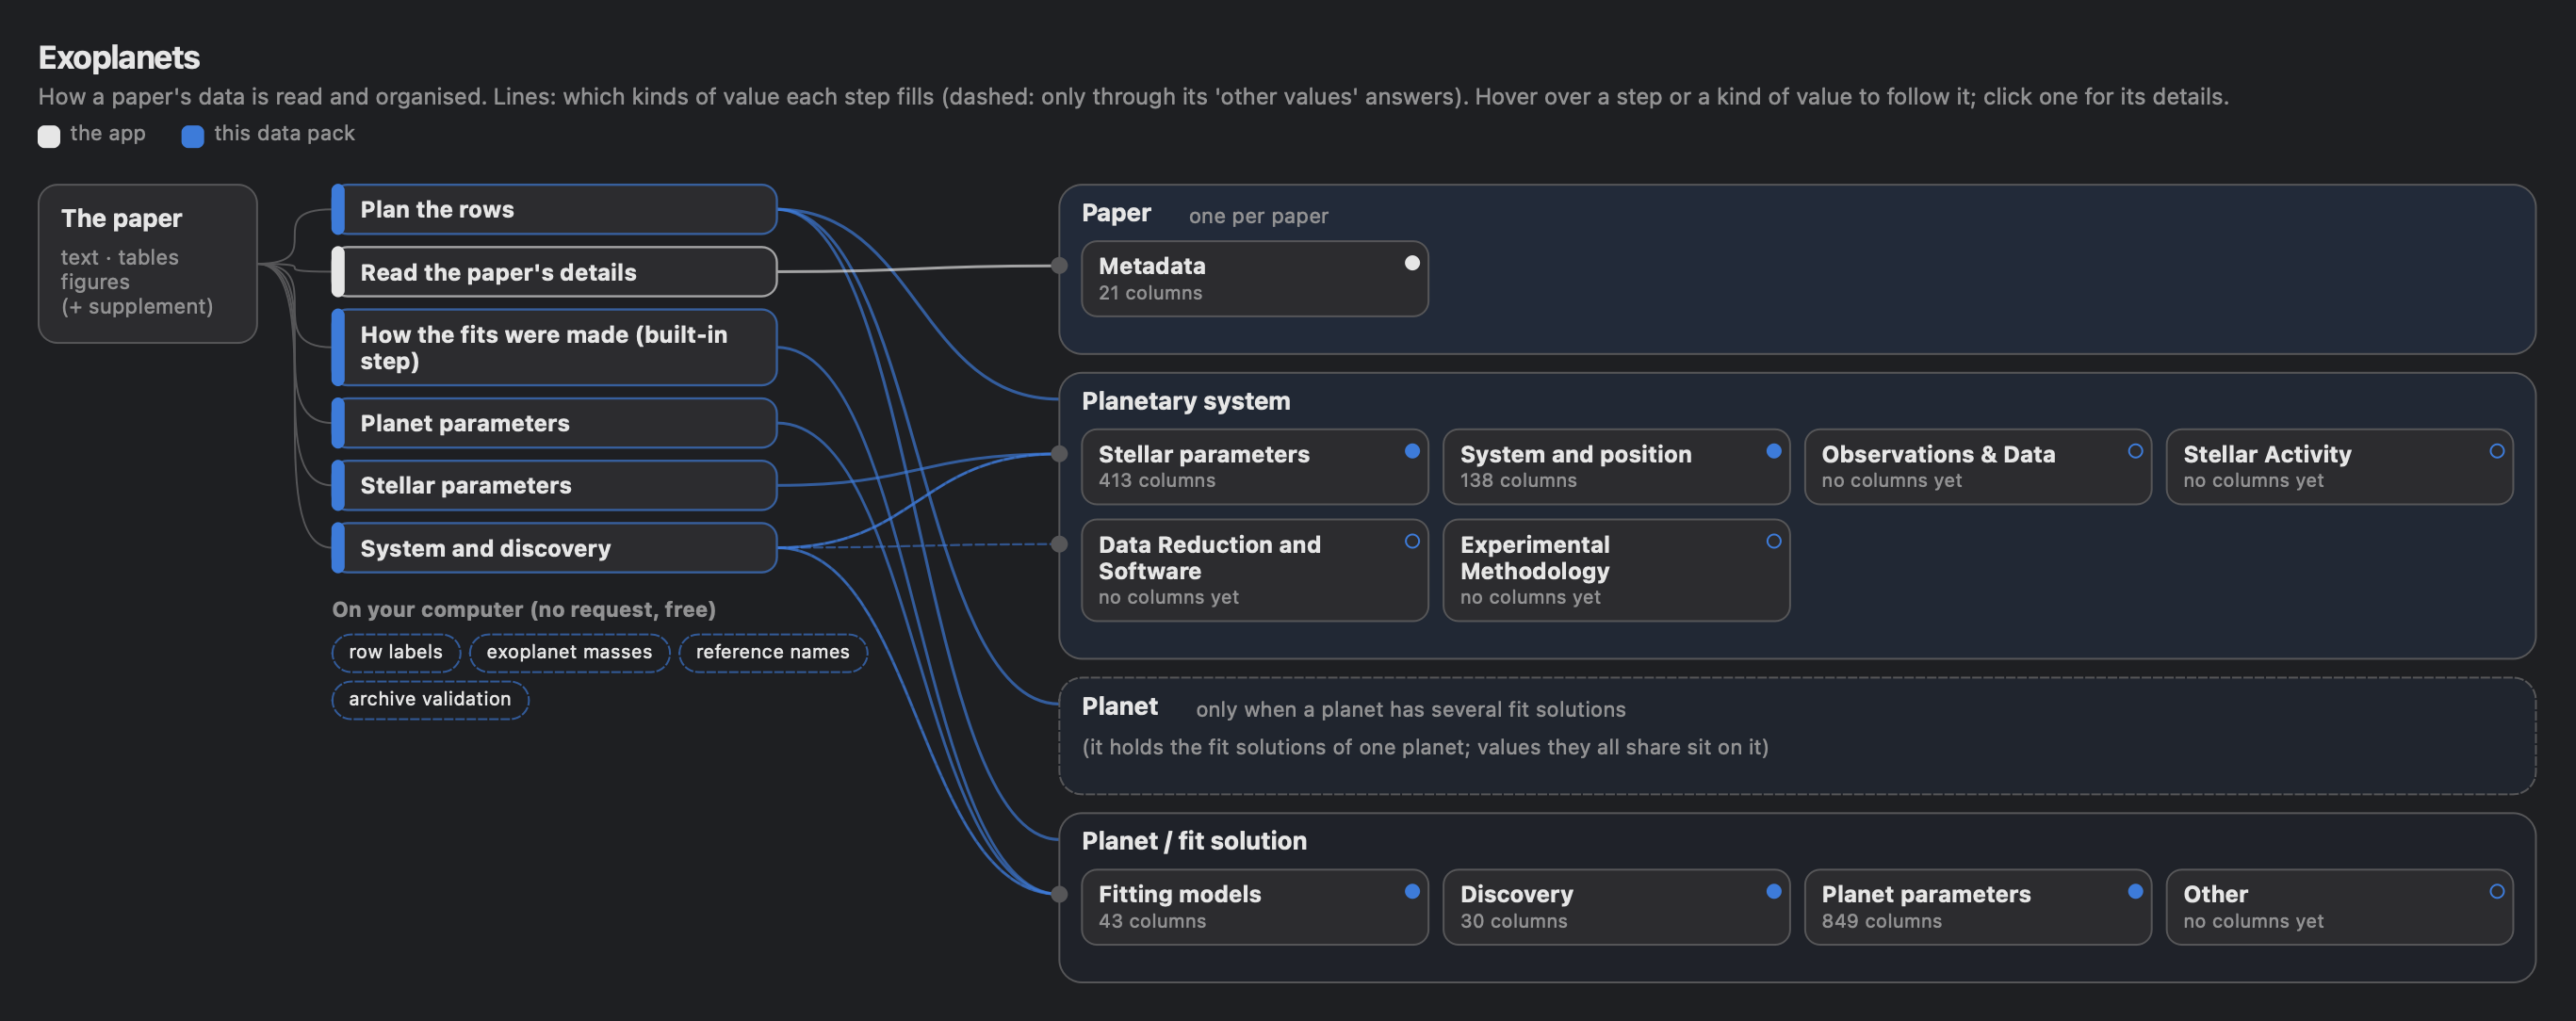 Exoplanets
How a paper's data is read and organised. Lines: which kinds of value each step fills (dashed: only through its 'other values' answers). Hover over a step or a kind of value to follow it; click one for its details.
the app
this data pack
The paper
text · tables
figures
(+ supplement)
Plan the rows
Read the paper's details
How the fits were made (built-in
step)
Planet parameters
Stellar parameters
System and discovery
On your computer (no request, free)
row labels
exoplanet masses
reference names
archive validation
Paper
one per paper
Metadata
21 columns
Planetary system
Stellar parameters
413 columns
System and position
138 columns
Observations & Data
no columns yet
Stellar Activity
no columns yet
Data Reduction and
Software
no columns yet
Experimental
Methodology
no columns yet
Planet
only when a planet has several fit solutions
(it holds the fit solutions of one planet; values they all share sit on it)
Planet / fit solution
Fitting models
43 columns
Discovery
30 columns
Planet parameters
849 columns
Other
no columns yet